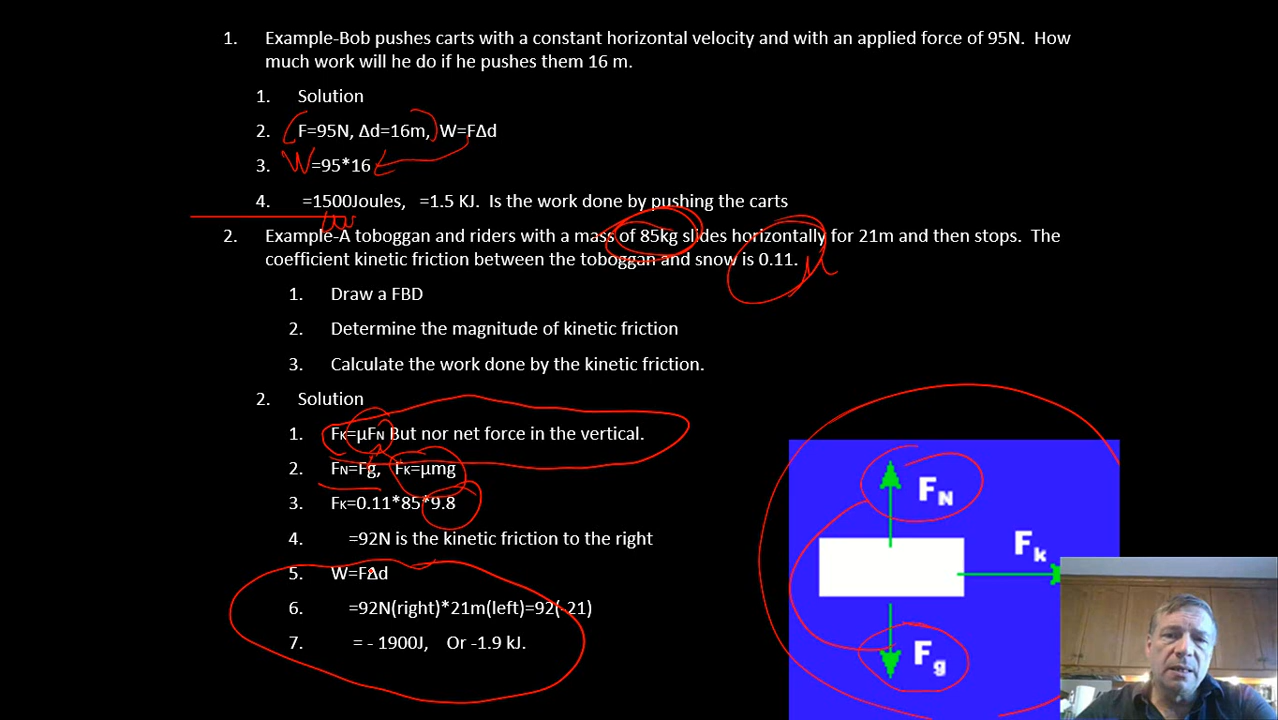 1. Example-Bob pushes carts with a constant horizontal velocity and with an applied force of 95N. How
much work will he do if he pushes them 16 m.
1. Solution
2. F=95N, Δd=16m, W=FΔd
3. W=95*16
4. =1500Joules, =1.5 KJ. Is the work done by pushing the carts
2. Example-A toboggan and riders with a mass of 85kg slides horizontally for 21m and then stops. The
coefficient kinetic friction between the toboggan and snow is 0.11. μ
1. Draw a FBD
2. Determine the magnitude of kinetic friction
3. Calculate the work done by the kinetic friction.
2. Solution
1. FK=μFN But nor net force in the vertical.
2. FN=Fg, FK=μmg
3. FK=0.11*85*9.8
4. =92N is the kinetic friction to the right
5. W=FΔd
6. =92N(right)*21m(left)=92(-21)
7. = - 1900J, Or -1.9 kJ.
FN
Fk
Fg